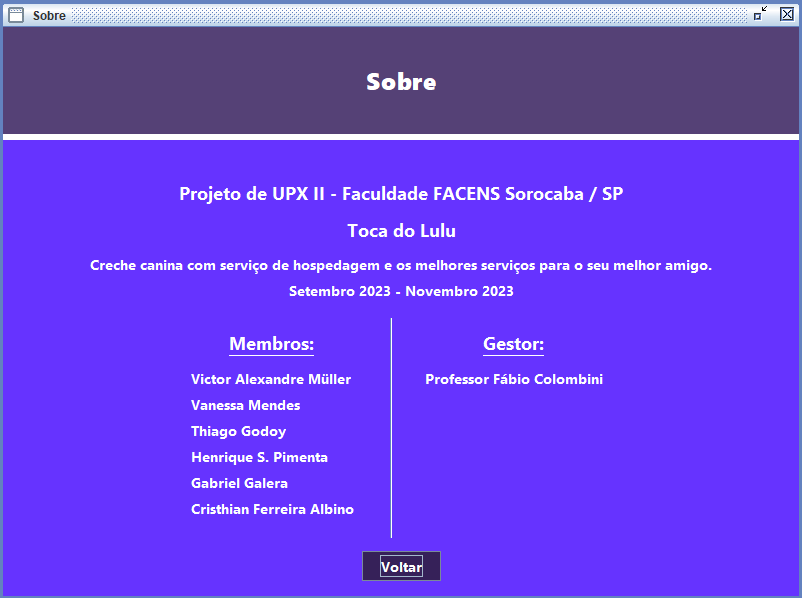 Sobre
Sobre
Projeto de UPX II - Faculdade FACENS Sorocaba / SP
Toca do Lulu
Creche canina com serviço de hospedagem e os melhores serviços para o seu melhor amigo.
Setembro 2023 - Novembro 2023
Membros:
Victor Alexandre Müller
Vanessa Mendes
Thiago Godoy
Henrique S. Pimenta
Gabriel Galera
Cristhian Ferreira Albino
Gestor:
Professor Fábio Colombini
Voltar